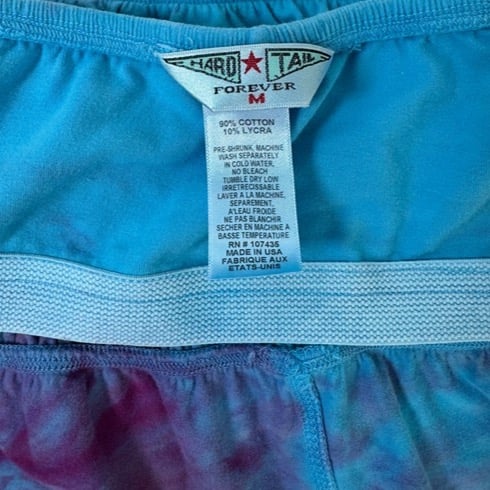 HARD ★ TAIL
FOREVER
M
90% COTTON
10% LYCRA
PRE-SHRUNK, MACHINE
WASH SEPARATELY
IN COLD WATER,
NO BLEACH
TUMBLE DRY LOW
IRRETRECISSABLE
LAVER A LA MACHINE,
SEPAREMENT,
A'LEAU FROIDE
NE PAS BLANCHIR
SECHER EN MACHINE A
BASSE TEMPERATURE
RN # 107435
MADE IN USA
FABRIQUE AUX
ETATS-UNIS